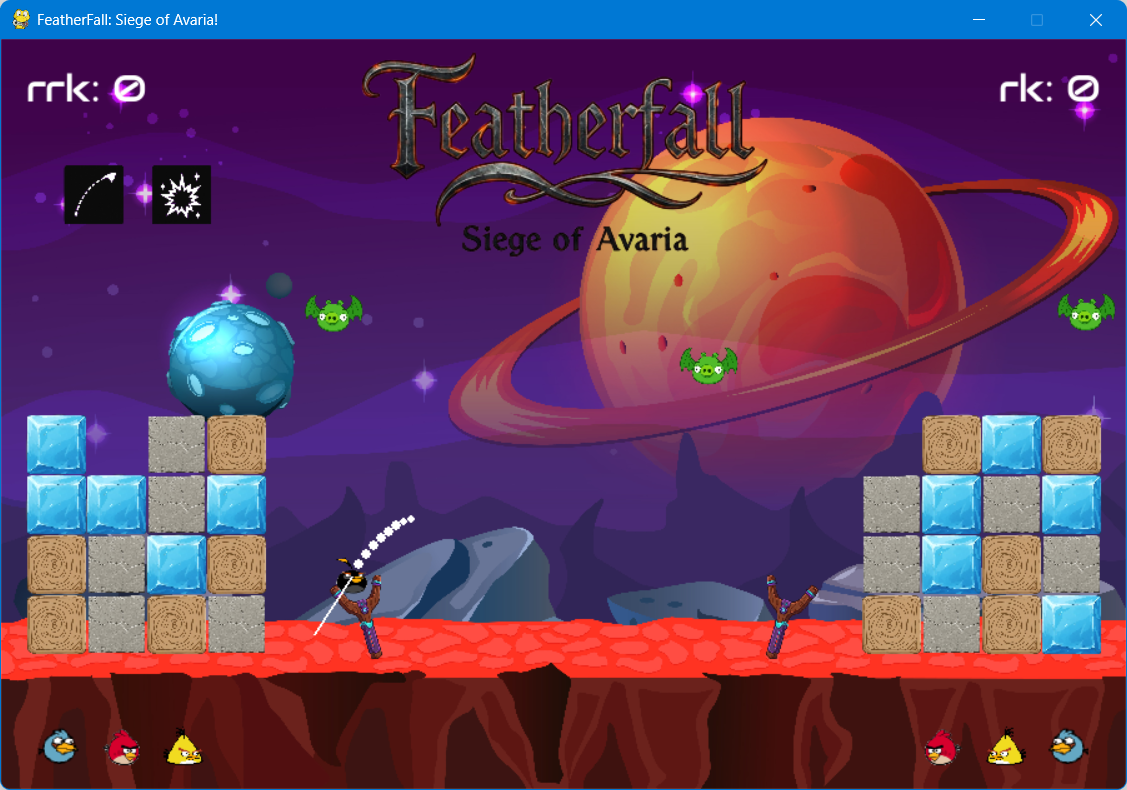 FeatherFall: Siege of Avaria!
rrk: 0
rk: 0
Featherfall
Siege of Avaria